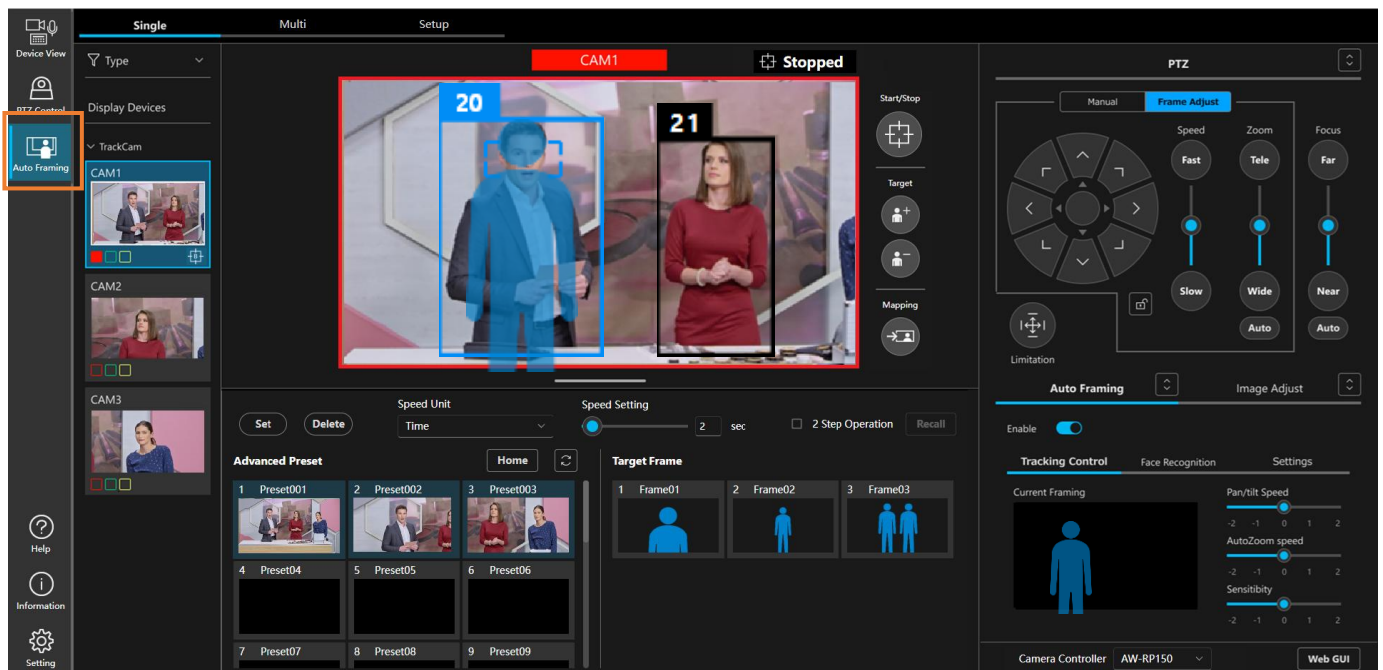 Single Multi Setup
Device View
PTZ Control
Auto Framing
Help
Information
Setting
Type
Display Devices
TrackCam
CAM1
CAM2
CAM3
CAM1
Stopped
20
21
Start/Stop
Target
Mapping
Set Delete
Speed Unit
Time
Speed Setting
2 sec
2 Step Operation Recall
Advanced Preset Home
1 Preset001 2 Preset002 3 Preset003
4 Preset04 5 Preset05 6 Preset06
7 Preset07 8 Preset08 9 Preset09
Target Frame
1 Frame01 2 Frame02 3 Frame03
PTZ
Manual Frame Adjust
Speed Zoom Focus
Fast Tele Far
Slow Wide Near
Auto Auto
Limitation
Auto Framing Image Adjust
Enable
Tracking Control Face Recognition Settings
Current Framing
Pan/tilt Speed
-2 -1 0 1 2
AutoZoom speed
-2 -1 0 1 2
Sensitibity
-2 -1 0 1 2
Camera Controller AW-RP150 Web GUI